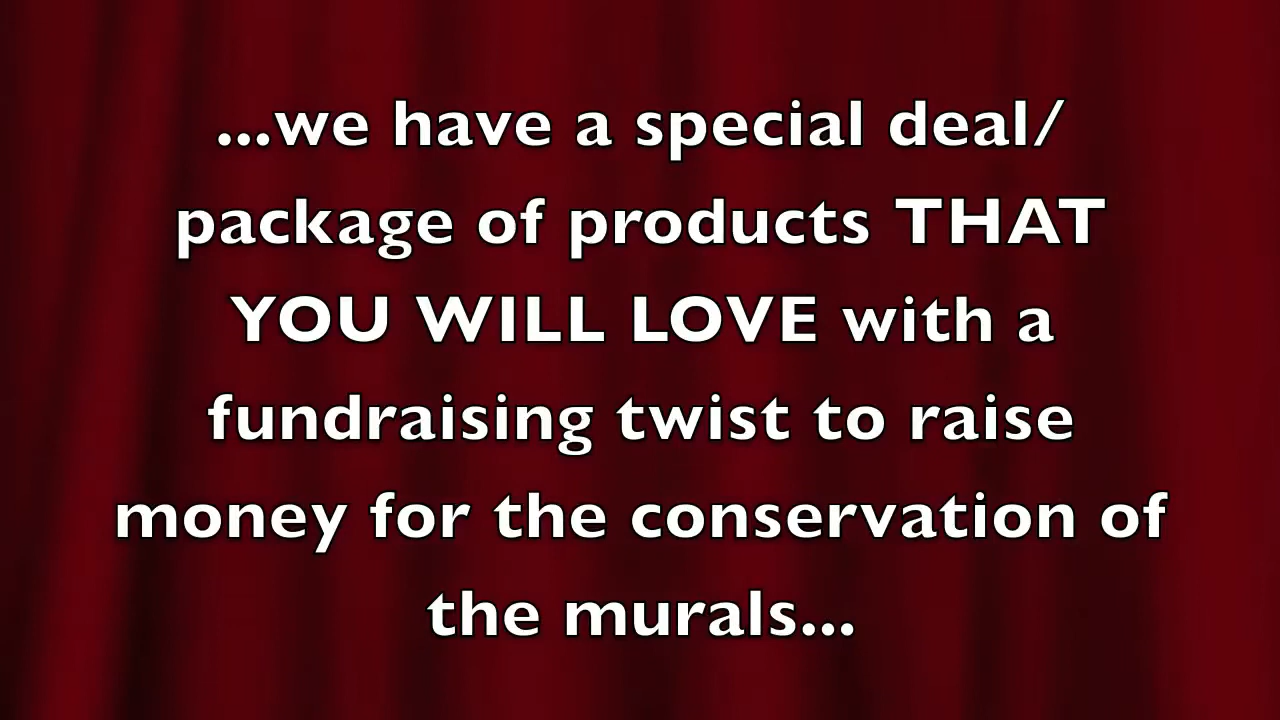 ...we have a special deal/
package of products THAT
YOU WILL LOVE with a
fundraising twist to raise
money for the conservation of
the murals...